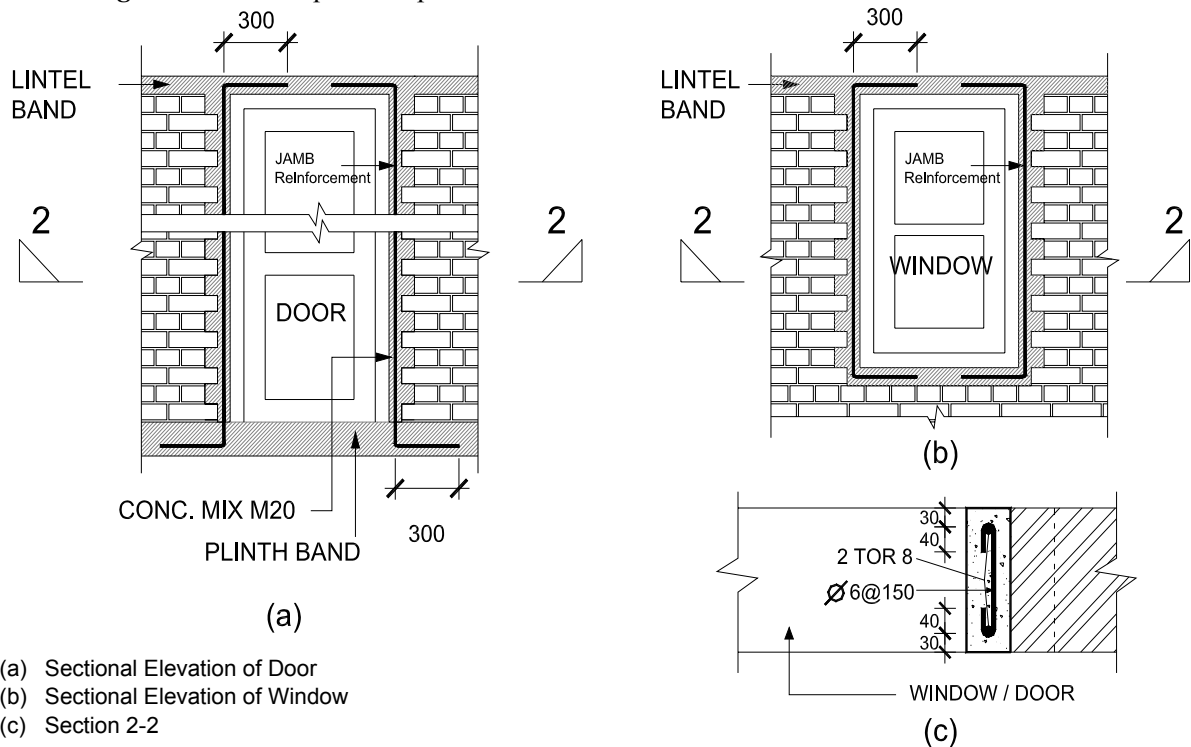 300
LINTEL
BAND
JAMB
Reinforcement
2
2
DOOR
CONC. MIX M20
PLINTH BAND
300
(a)
300
LINTEL
BAND
JAMB
Reinforcement
2
2
WINDOW
(b)
30
40
2 TOR 8
Ø 6@150
40
30
WINDOW / DOOR
(c)
(a) Sectional Elevation of Door
(b) Sectional Elevation of Window
(c) Section 2-2